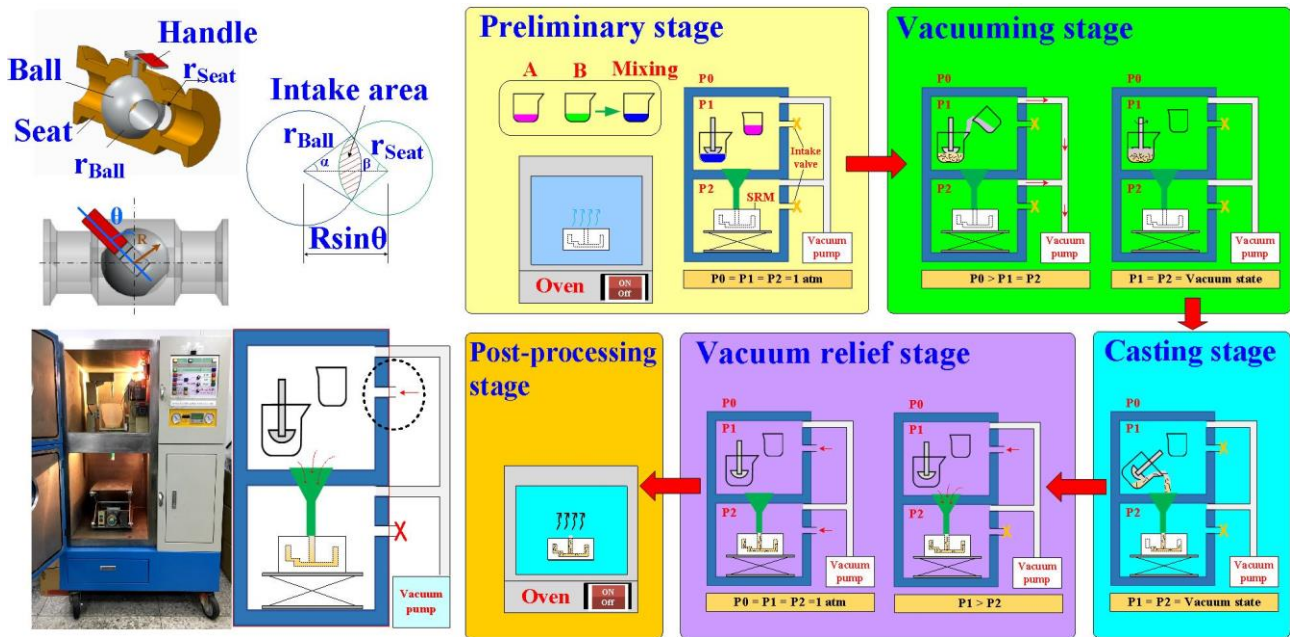 Handle
Ball
rSeat
Seat
rBall
Intake area
rBall
rSeat
α
β
Rsinθ
θ
R
Vacuum
pump
Preliminary stage
A
B
Mixing
P0
P1
P2
Intake
valve
SRM
Oven
ON
Off
Vacuum
pump
P0 = P1 = P2 =1 atm
Vacuuming stage
P0
P1
P2
Vacuum
pump
P0 > P1 = P2
P0
P1
P2
Vacuum
pump
P1 = P2 = Vacuum state
Casting stage
P0
P1
P2
Vacuum
pump
P1 = P2 = Vacuum state
Vacuum relief stage
P0
P1
P2
Vacuum
pump
P0 = P1 = P2 =1 atm
P0
P1
P2
Vacuum
pump
P1 > P2
Post-processing
stage
Oven
ON
Off